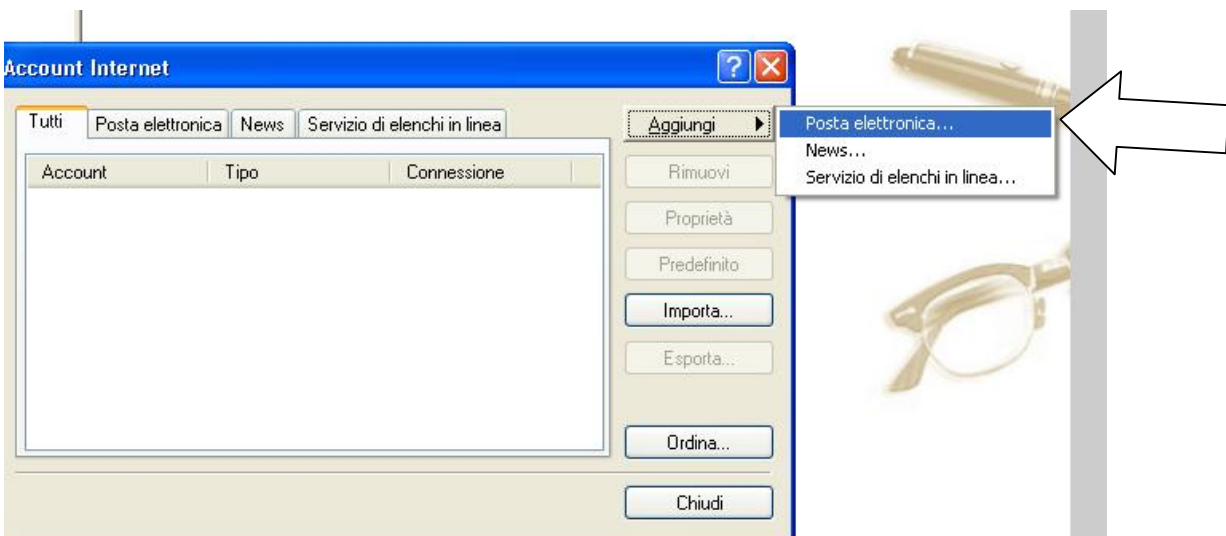 Account Internet
Tutti
Posta elettronica
News
Servizio di elenchi in linea
Account
Tipo
Connessione
Aggiungi
Posta elettronica...
News...
Servizio di elenchi in linea...
Rimuovi
Proprietà
Predefinito
Importa...
Esporta...
Ordina...
Chiudi